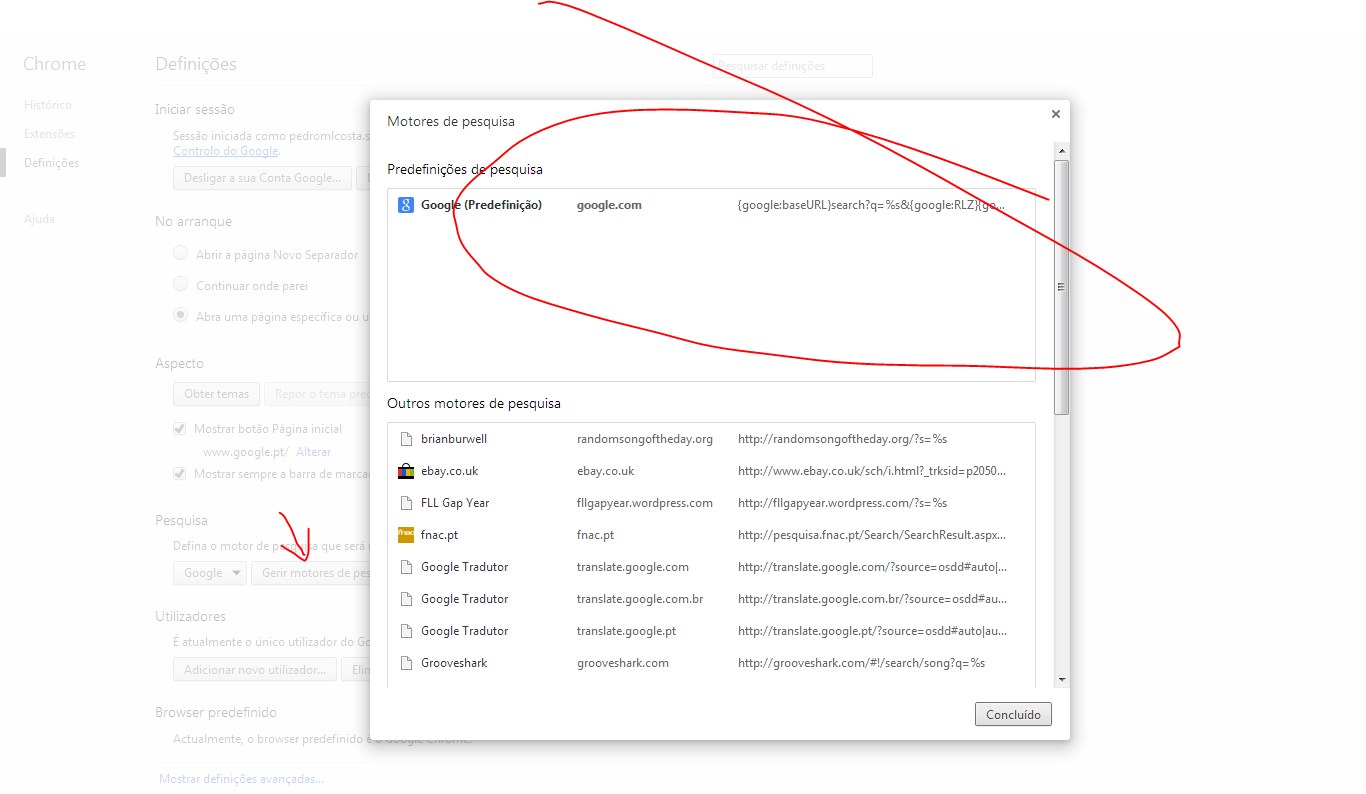 Chrome
Definições
Pesquisar definições
Histórico
Extensões
Definições
Ajuda
Iniciar sessão
Sessão iniciada como pedromlcosta.s
Controlo do Google.
Desligar a sua Conta Google...
No arranque
Abrir a página Novo Separador
Continuar onde parei
Abra uma página específica ou u
Aspecto
Obter temas
Repor o tema pred
Mostrar botão Página inicial
www.google.pt/ Alterar
Mostrar sempre a barra de marca
Pesquisa
Defina o motor de pesquisa que será
Google
Gerir motores de pes
Utilizadores
É atualmente o único utilizador do Go
Adicionar novo utilizador...
Elin
Browser predefinido
Actualmente, o browser predefinido é o Google Chrome.
Mostrar definições avançadas...
Motores de pesquisa
Predefinições de pesquisa
Google (Predefinição) google.com {google:baseURL}search?q=%s&{google:RLZ}{go...
Outros motores de pesquisa
brianburwell randomsongoftheday.org http://randomsongoftheday.org/?s=%s
ebay.co.uk ebay.co.uk http://www.ebay.co.uk/sch/i.html?_trksid=p2050...
FLL Gap Year fllgapyear.wordpress.com http://fllgapyear.wordpress.com/?s=%s
fnac fnac.pt fnac.pt http://pesquisa.fnac.pt/Search/SearchResult.aspx...
Google Tradutor translate.google.com http://translate.google.com/?source=osdd#auto|...
Google Tradutor translate.google.com.br http://translate.google.com.br/?source=osdd#au...
Google Tradutor translate.google.pt http://translate.google.pt/?source=osdd#auto|au...
Grooveshark grooveshark.com http://grooveshark.com/#!/search/song?q=%s
Concluído